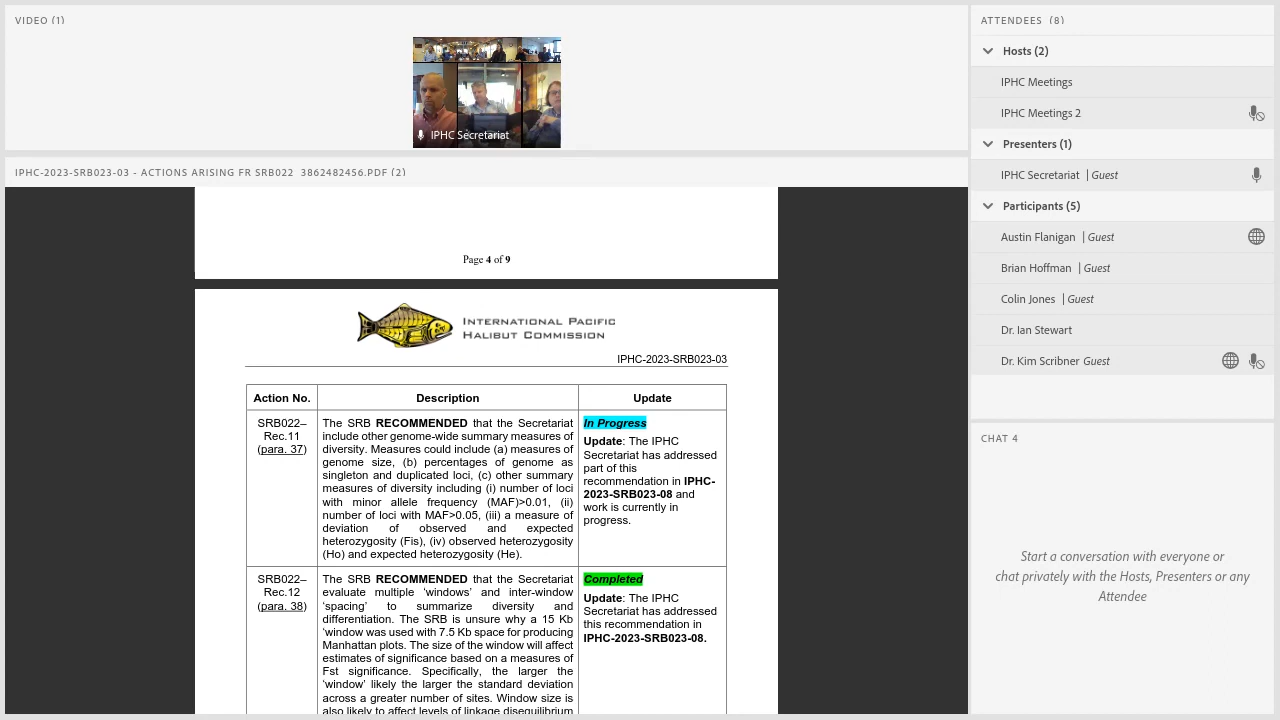 VIDEO (1)
IPHC Secretariat
IPHC-2023-SRB023-03 - ACTIONS ARISING FR SRB022_3862482456.PDF (2)
Page 4 of 9
INTERNATIONAL PACIFIC
HALIBUT COMMISSION
IPHC-2023-SRB023-03
Action No. Description Update
SRB022–
Rec.11
(para. 37)
The SRB RECOMMENDED that the Secretariat
include other genome-wide summary measures of
diversity. Measures could include (a) measures of
genome size, (b) percentages of genome as
singleton and duplicated loci, (c) other summary
measures of diversity including (i) number of loci
with minor allele frequency (MAF)>0.01, (ii)
number of loci with MAF>0.05, (iii) a measure of
deviation of observed and expected
heterozygosity (Fis), (iv) observed heterozygosity
(Ho) and expected heterozygosity (He).
In Progress
Update: The IPHC
Secretariat has addressed
part of this
recommendation in IPHC-
2023-SRB023-08 and
work is currently in
progress.
SRB022–
Rec.12
(para. 38)
The SRB RECOMMENDED that the Secretariat
evaluate multiple ‘windows’ and inter-window
‘spacing’ to summarize diversity and
differentiation. The SRB is unsure why a 15 Kb
‘window was used with 7.5 Kb space for producing
Manhattan plots. The size of the window will affect
estimates of significance based on a measures of
Fst significance. Specifically, the larger the
‘window’ likely the larger the standard deviation
across a greater number of sites. Window size is
also likely to affect levels of linkage disequilibrium
Completed
Update: The IPHC
Secretariat has addressed
this recommendation in
IPHC-2023-SRB023-08.
ATTENDEES (8)
Hosts (2)
IPHC Meetings
IPHC Meetings 2
Presenters (1)
IPHC Secretariat | Guest
Participants (5)
Austin Flanigan | Guest
Brian Hoffman | Guest
Colin Jones | Guest
Dr. Ian Stewart
Dr. Kim Scribner Guest
CHAT 4
Start a conversation with everyone or
chat privately with the Hosts, Presenters or any
Attendee